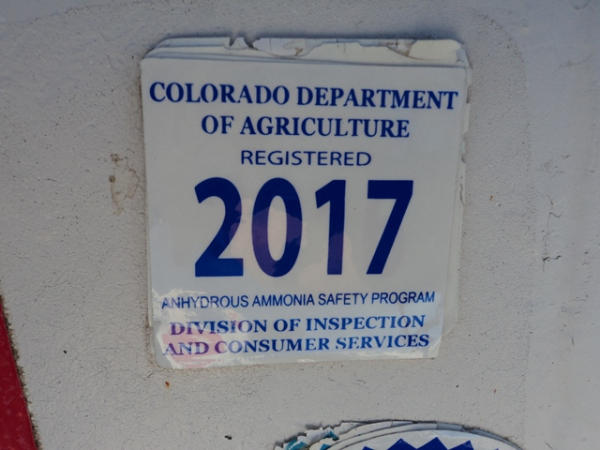 COLORADO DEPARTMENT
OF AGRICULTURE
REGISTERED
2017
ANHYDROUS AMMONIA SAFETY PROGRAM
DIVISION OF INSPECTION
AND CONSUMER SERVICES